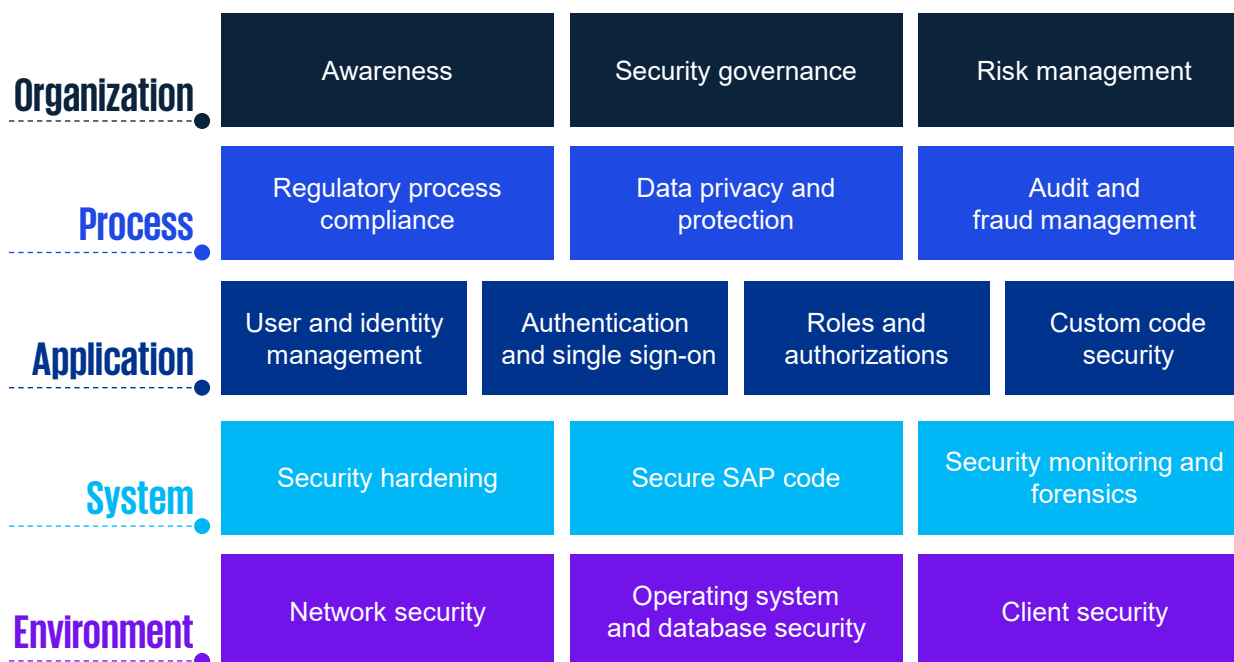 Organization
Awareness
Security governance
Risk management
Process
Regulatory process
compliance
Data privacy and
protection
Audit and
fraud management
Application
User and identity
management
Authentication
and single sign-on
Roles and
authorizations
Custom code
security
System
Security hardening
Secure SAP code
Security monitoring and
forensics
Environment
Network security
Operating system
and database security
Client security